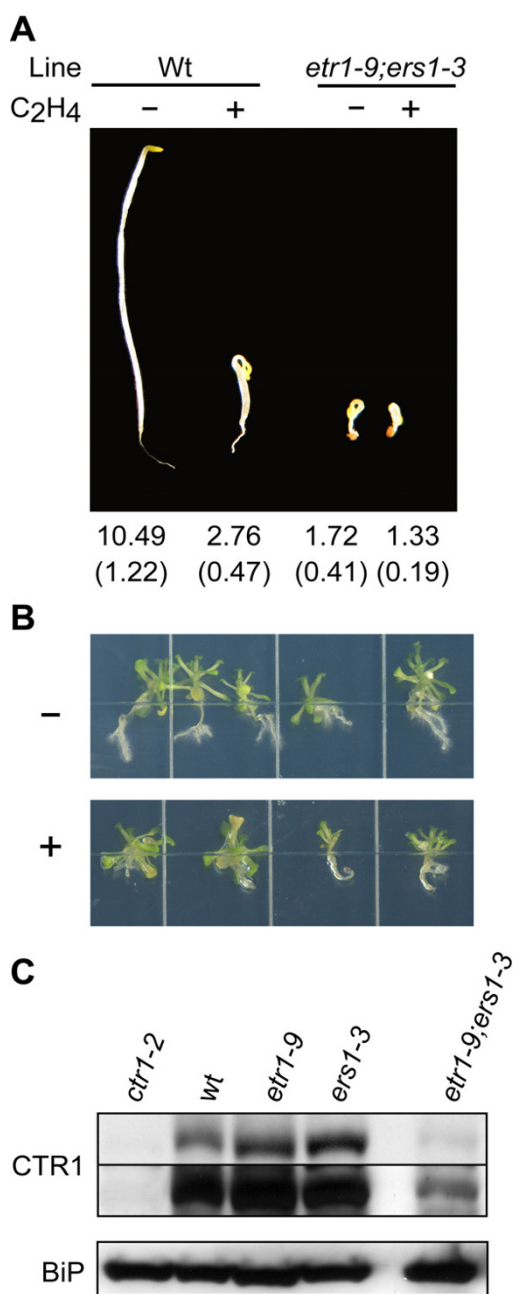 A
Line Wt etr1-9;ers1-3
C2H4 − + − +
10.49 2.76 1.72 1.33
(1.22) (0.47) (0.41) (0.19)
B
−
+
C
ctr1-2 wt etr1-9 ers1-3 etr1-9;ers1-3
CTR1
BiP